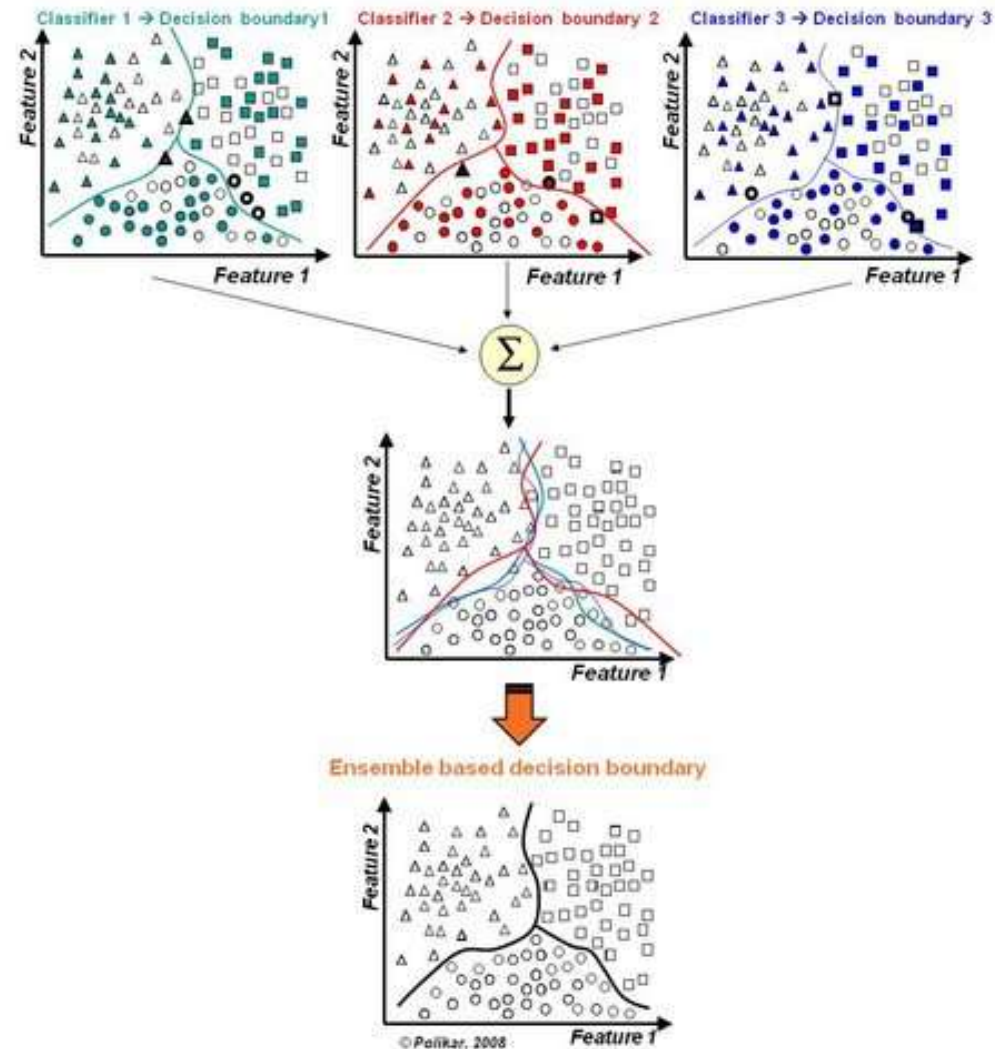 Classifier 1 → Decision boundary1
Classifier 2 → Decision boundary 2
Classifier 3 → Decision boundary 3
Feature 2
Feature 1
Feature 2
Feature 1
Feature 2
Feature 1
Σ
Feature 2
Feature 1
Ensemble based decision boundary
Feature 2
Feature 1
© Polikar, 2008